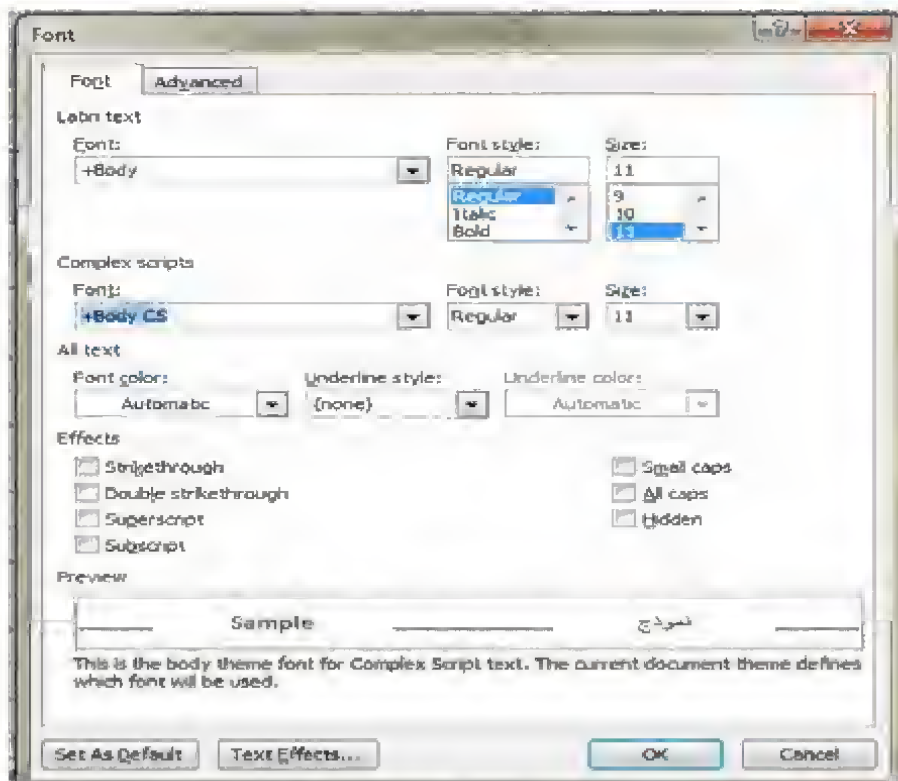 Font
Font Advanced
Latin text
Font: Font style: Size:
+Body Regular 11
Regular 9
Italic 10
Bold 11
Complex scripts
Font: Font style: Size:
+Body CS Regular 11
All text
Font color: Underline style: Underline color:
Automatic (none) Automatic
Effects
Strikethrough Small caps
Double strikethrough All caps
Superscript Hidden
Subscript
Preview
Sample نموذج
This is the body theme font for Complex Script text. The current document theme defines
which font will be used.
Set As Default Text Effects... OK Cancel